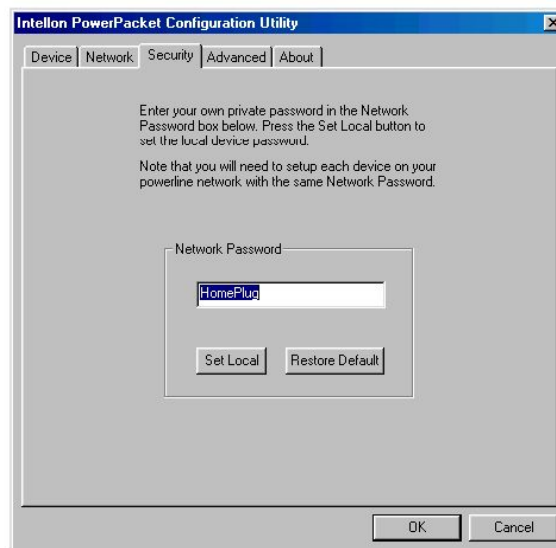 Intellon PowerPacket Configuration Utility
Device Network Security Advanced About
Enter your own private password in the Network
Password box below. Press the Set Local button to
set the local device password.
Note that you will need to setup each device on your
powerline network with the same Network Password.
Network Password
HomePlug
Set Local Restore Default
OK Cancel